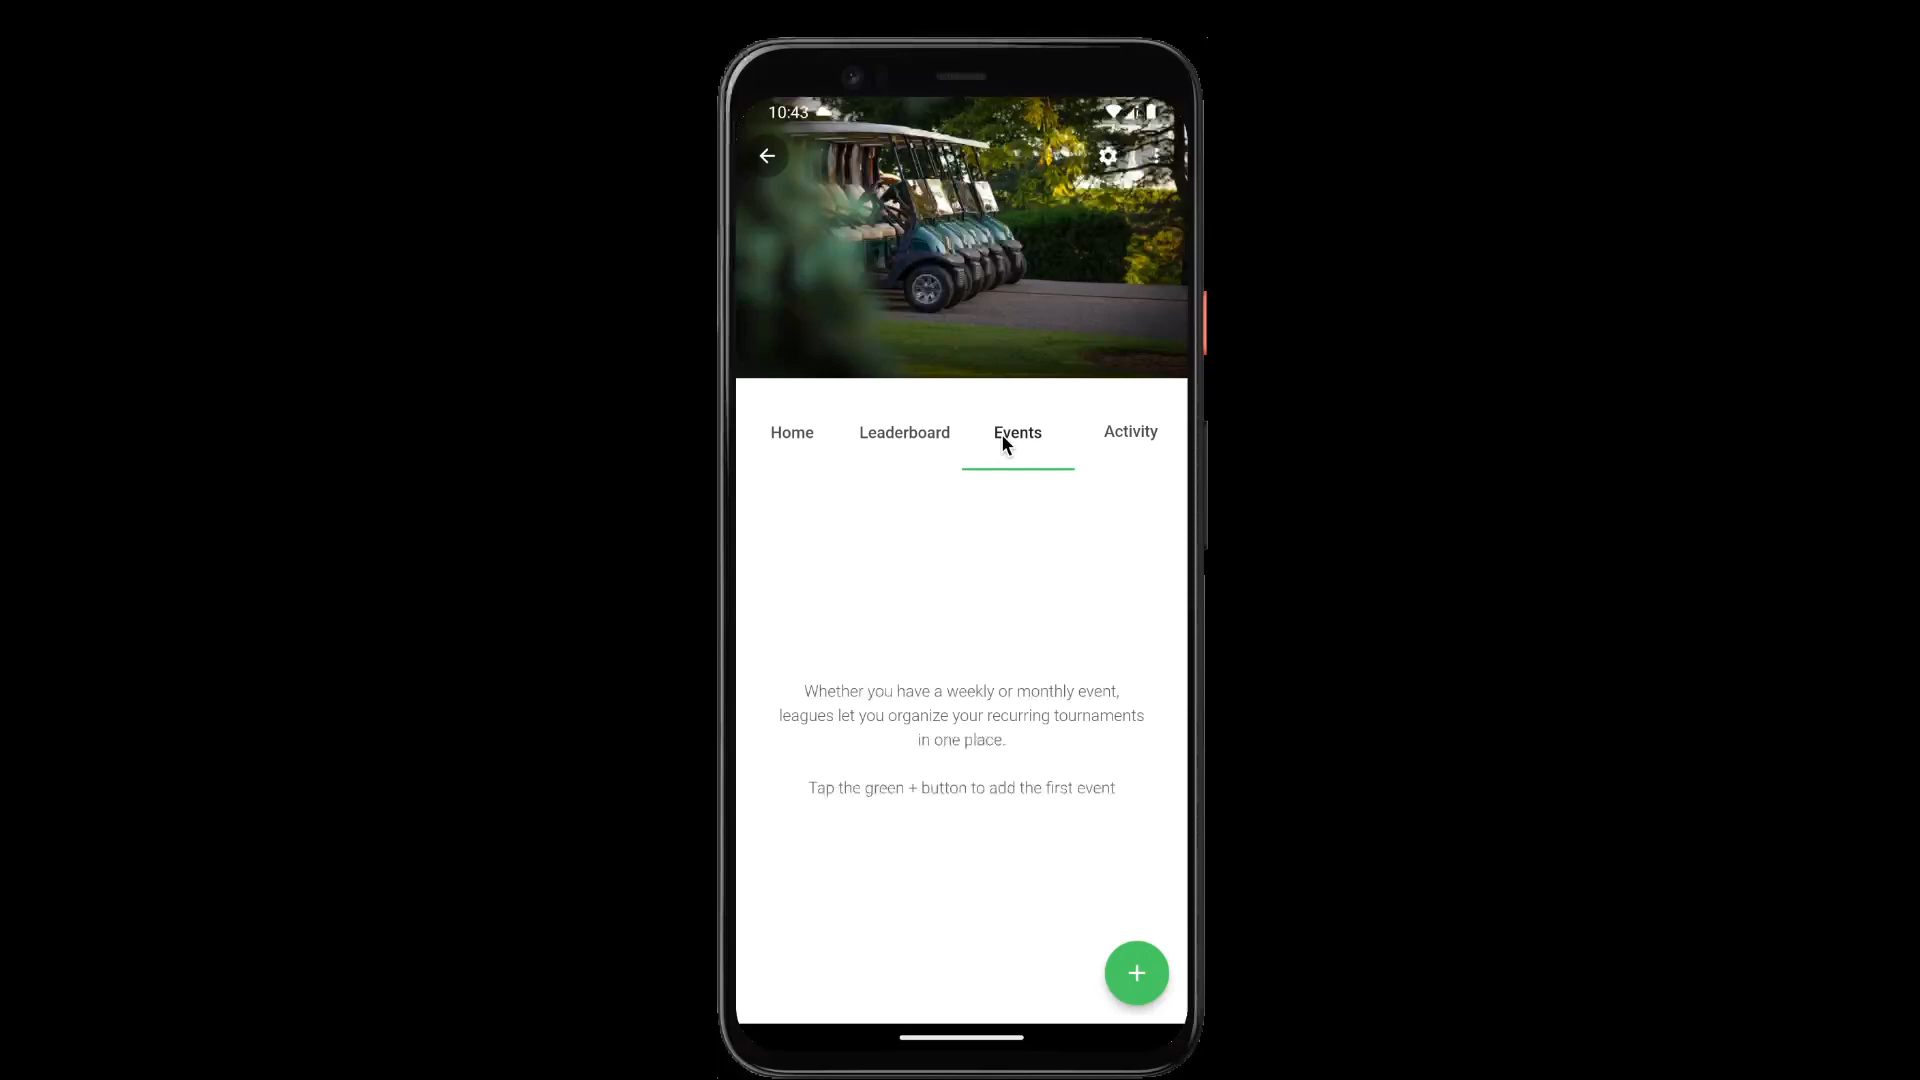 10:43
Home
Leaderboard
Events
Activity
Whether you have a weekly or monthly event,
leagues let you organize your recurring tournaments
in one place.
Tap the green + button to add the first event